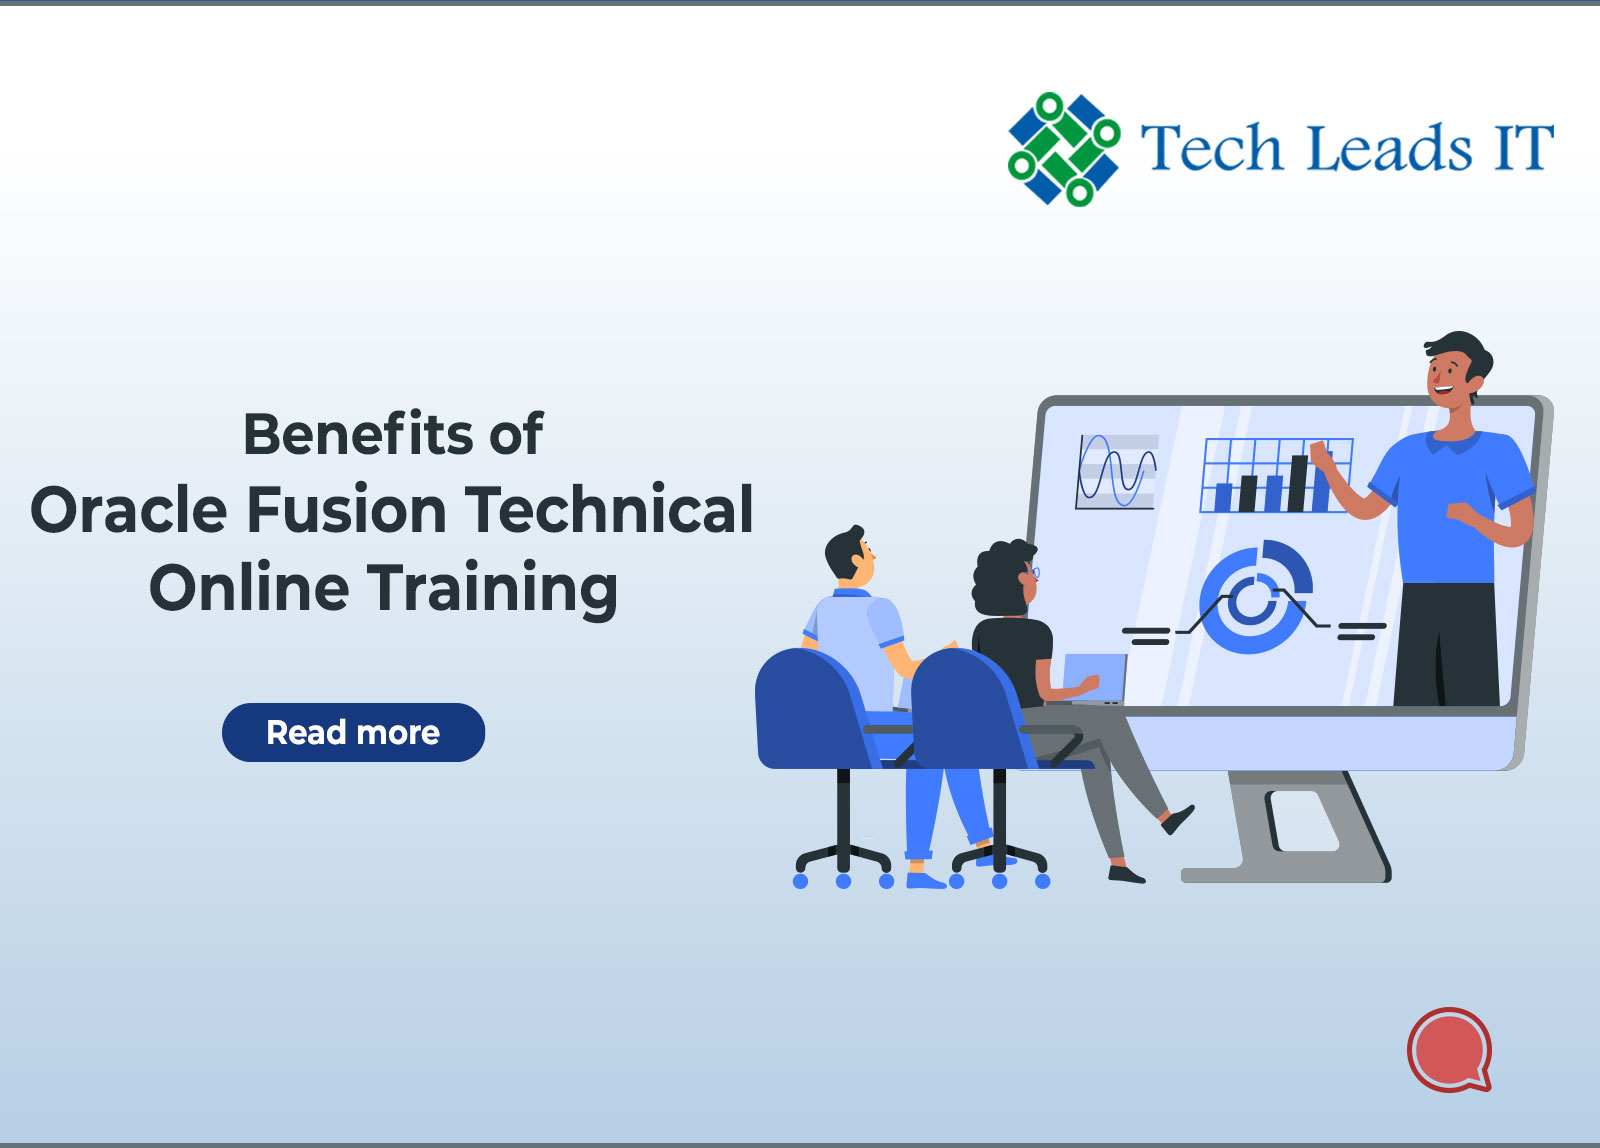 Tech Leads IT
Benefits of
Oracle Fusion Technical
Online Training
Read more